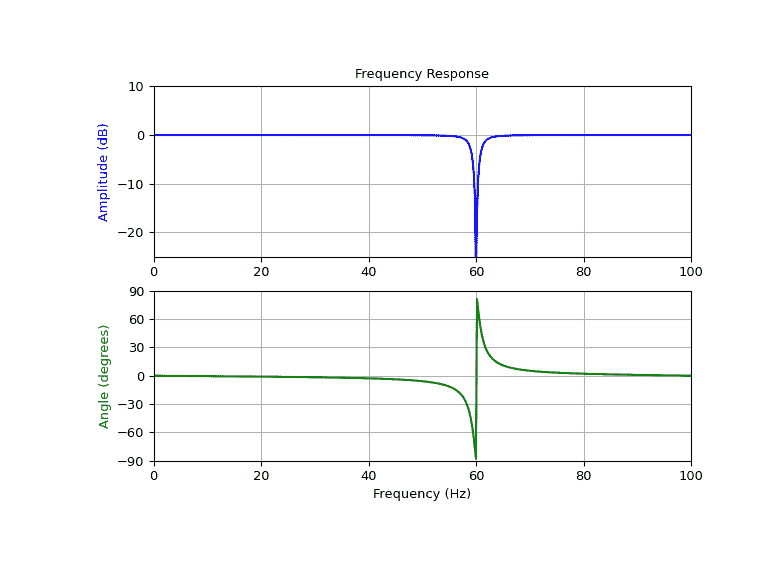 Frequency Response
Amplitude (dB)
10
0
−10
−20
0 20 40 60 80 100
Angle (degrees)
90
60
30
0
−30
−60
−90
0 20 40 60 80 100
Frequency (Hz)